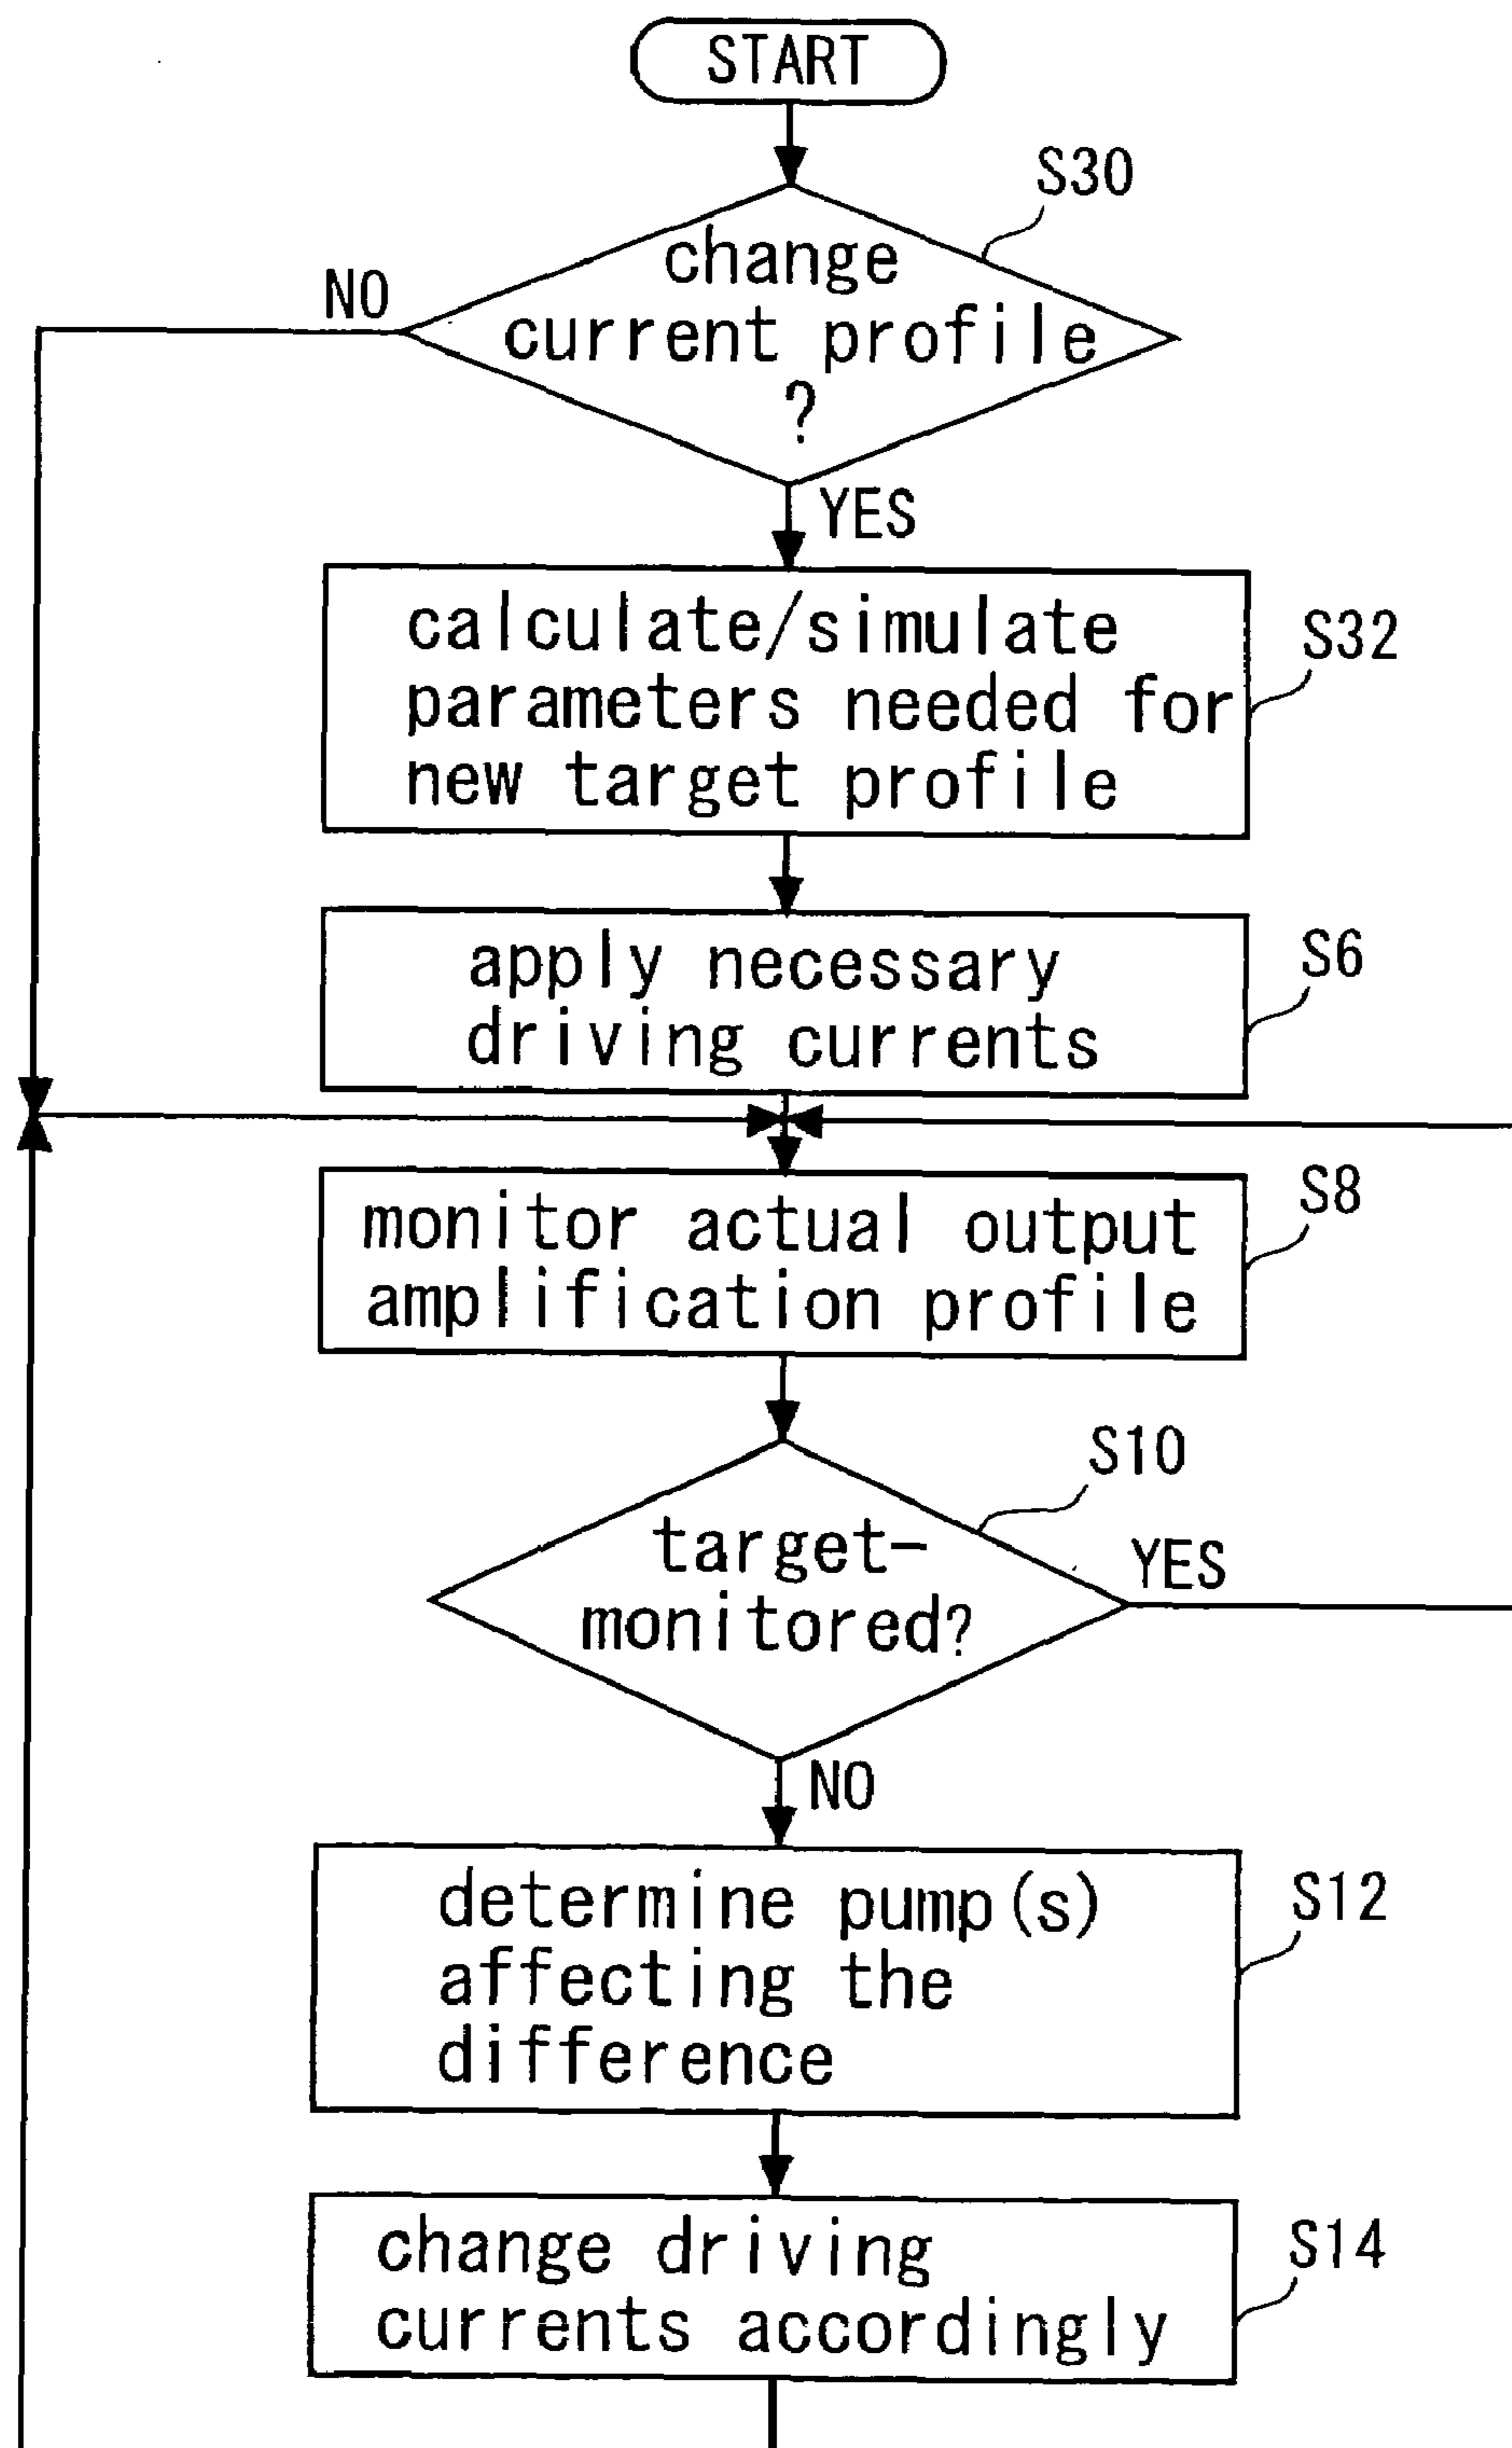 START
S30
change
current profile
?
NO
YES
calculate/simulate
parameters needed for
new target profile
S32
apply necessary
driving currents
S6
monitor actual output
amplification profile
S8
S10
target-
monitored?
YES
NO
determine pump(s)
affecting the
difference
S12
change driving
currents accordingly
S14